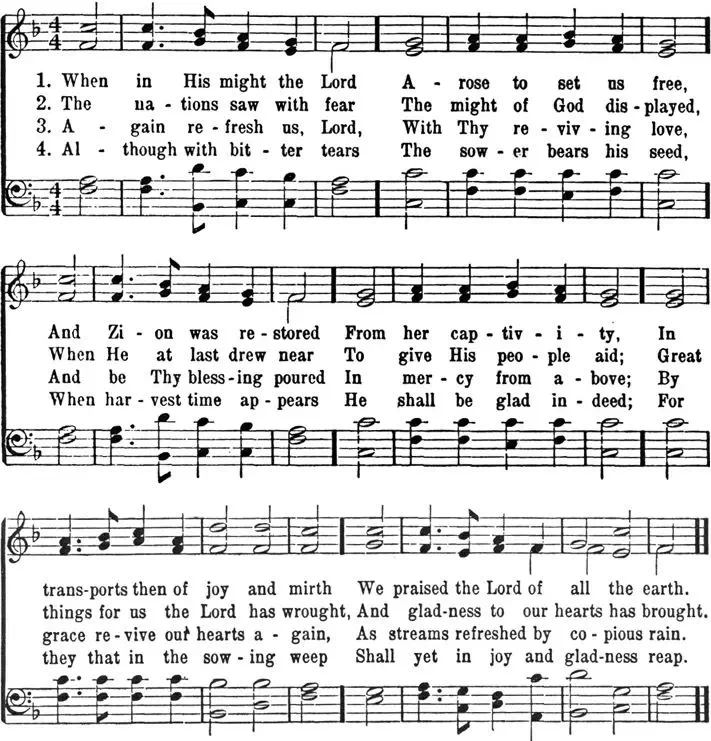 4 4
1. When in His might the Lord A - rose to set us free,
2. The na - tions saw with fear The might of God dis - played,
3. A - gain re - fresh us, Lord, With Thy re - viv - ing love,
4. Al - though with bit - ter tears The sow - er bears his seed,
4 4
And Zi - on was re - stored From her cap - tiv - i - ty, In
When He at last drew near To give His peo - ple aid; Great
And be Thy bless - ing poured In mer - cy from a - bove; By
When har - vest time ap - pears He shall be glad in - deed; For
trans - ports then of joy and mirth We praised the Lord of all the earth.
things for us the Lord has wrought, And glad - ness to our hearts has brought.
grace re - vive our hearts a - gain, As streams refreshed by co - pious rain.
they that in the sow - ing weep Shall yet in joy and glad - ness reap.